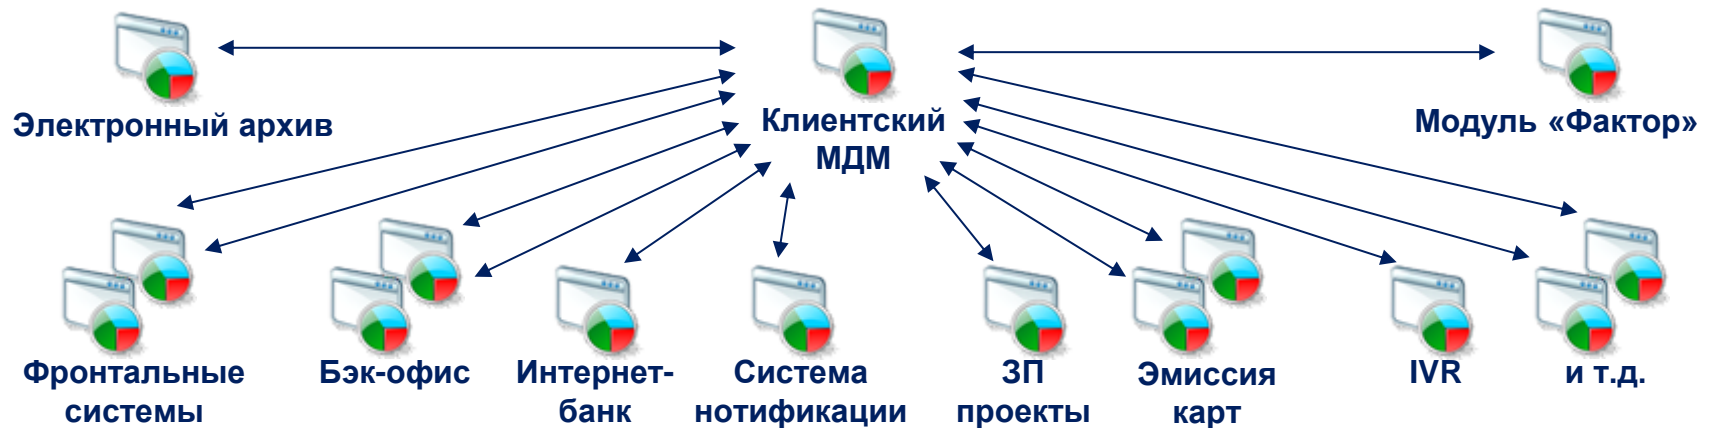 Электронный архив
Клиентский
МДМ
Модуль «Фактор»
Фронтальные
системы
Бэк-офис
Интернет-
банк
Система
нотификации
ЗП
проекты
Эмиссия
карт
IVR
и т.д.